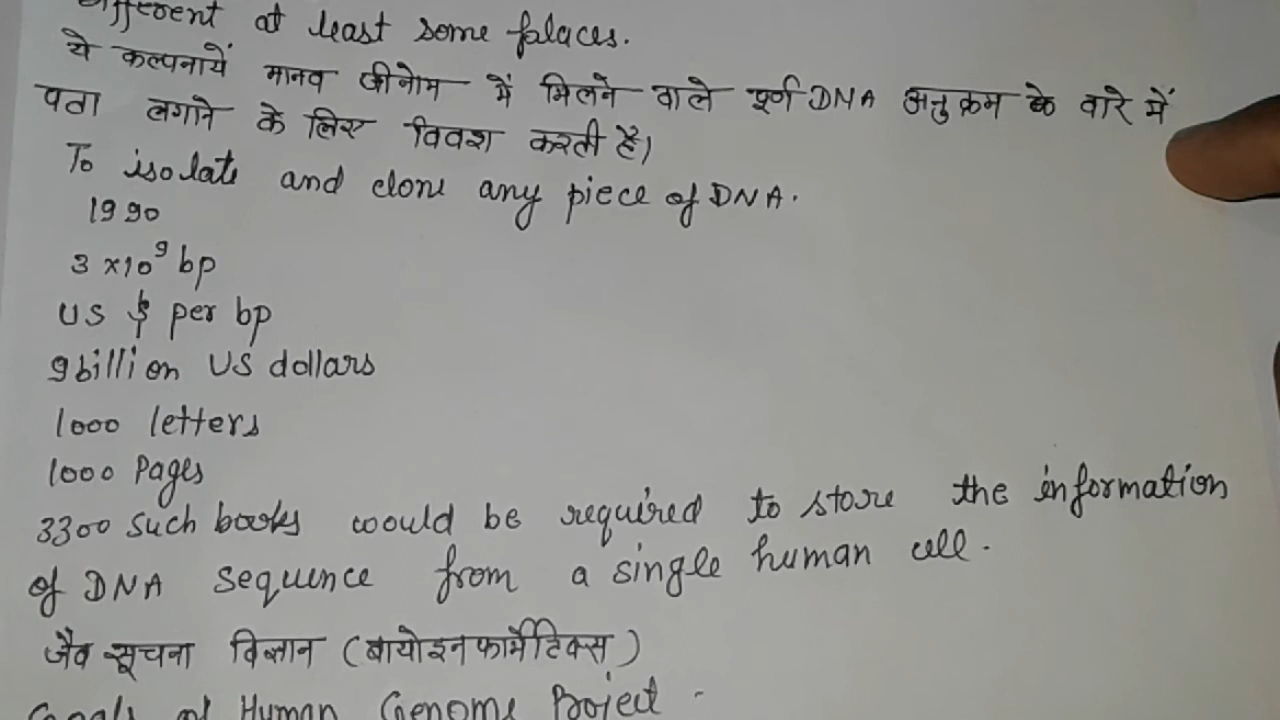 different at least some falaces.
ये कल्पनायें मानव जीनोम में मिलने वाले पूर्ण DNA अनुक्रम के बारे में
पता लगाने के लिए विवश करती है।
To isolate and clone any piece of DNA.
1990
3 x10⁹ bp
US $ per bp
9billion US dollars
1000 letters
1000 Pages
3300 such books would be required to store the information
of DNA sequence from a single human cell.
जैव सूचना विज्ञान (बायोइनफार्मेटिक्स)
Goals of Human Genome Project -